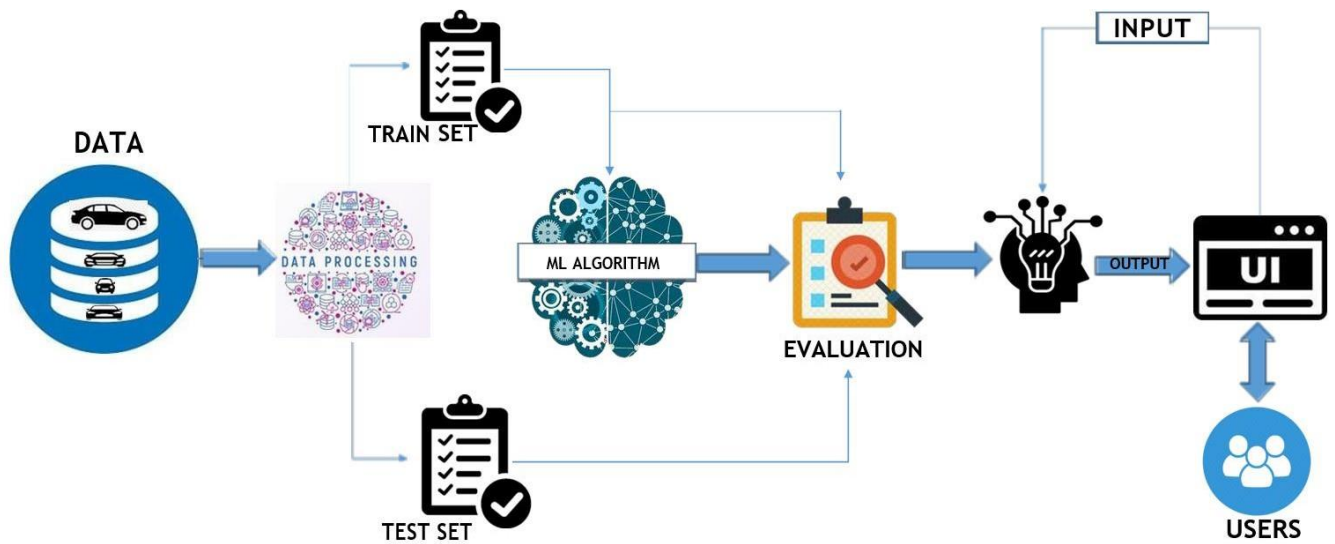 INPUT
TRAIN SET
DATA
DATA PROCESSING
ML ALGORITHM
OUTPUT
UI
EVALUATION
TEST SET
USERS